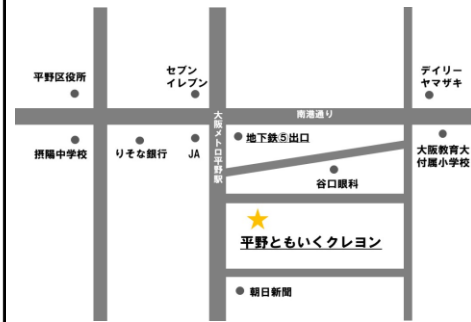 平野区役所
セブン
イレブン
デイリー
ヤマザキ
南港通り
大阪メトロ平野駅
摂陽中学校
りそな銀行
JA
地下鉄⑤出口
大阪教育大
付属小学校
谷口眼科
平野ともいくクレヨン
朝日新聞